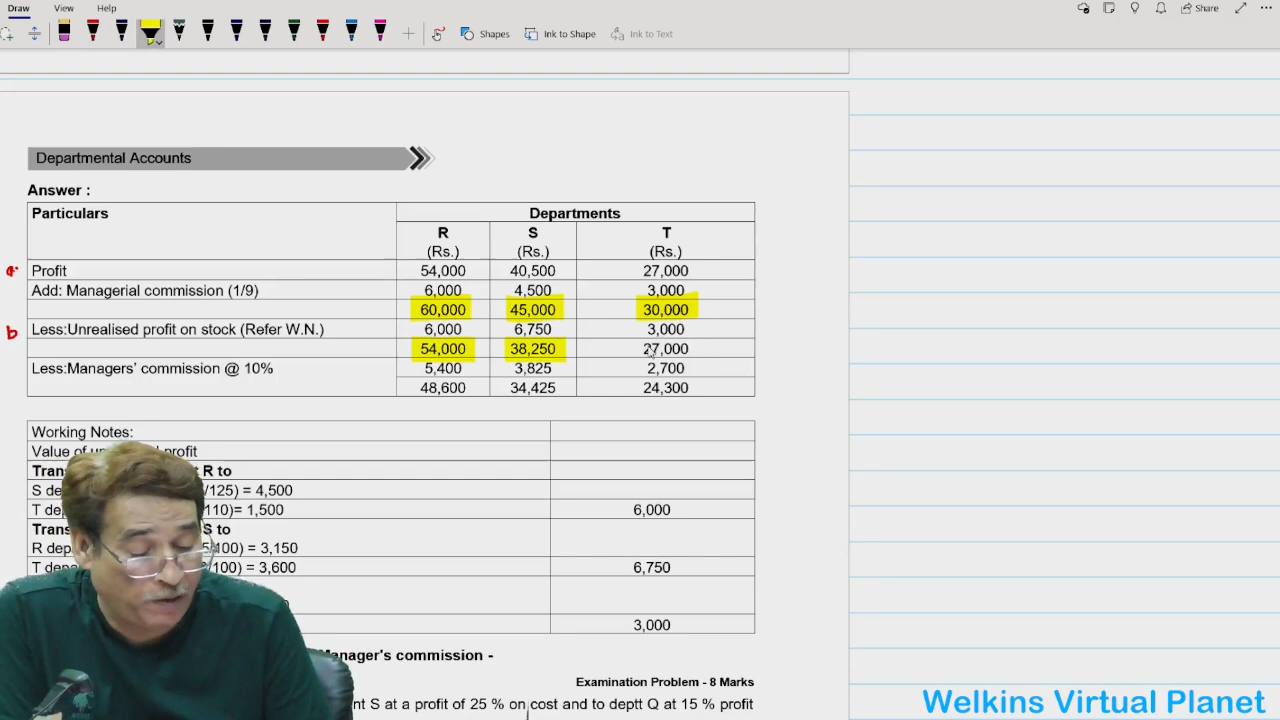 Draw View Help
Share
Shapes Ink to Shape Ink to Text
Departmental Accounts
Answer :
Particulars Departments
R S T
(Rs.) (Rs.) (Rs.)
a. Profit 54,000 40,500 27,000
Add: Managerial commission (1/9) 6,000 4,500 3,000
60,000 45,000 30,000
b Less:Unrealised profit on stock (Refer W.N.) 6,000 6,750 3,000
54,000 38,250 27,000
Less:Managers' commission @ 10% 5,400 3,825 2,700
48,600 34,425 24,300
Working Notes:
Value of profit
R to
S /125) = 4,500
T 110)= 1,500 6,000
S to
R /100) = 3,150
T /100) = 3,600 6,750
3,000
Manager's commission -
Examination Problem - 8 Marks
S at a profit of 25 % on cost and to deptt Q at 15 % profit
Welkins Virtual Planet